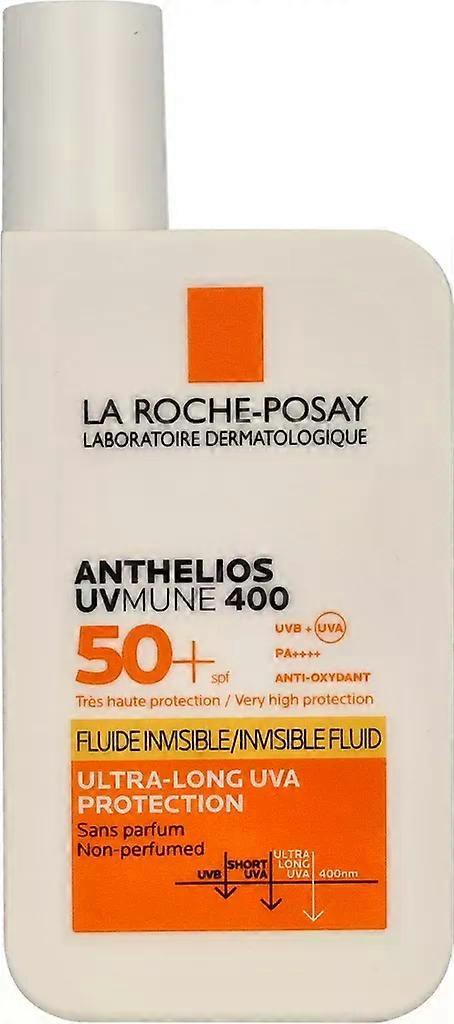 LA ROCHE-POSAY
LABORATOIRE DERMATOLOGIQUE
ANTHELIOS
UVMUNE 400
50+ spf
UVB + UVA
PA++++
ANTI-OXYDANT
Très haute protection / Very high protection
FLUIDE INVISIBLE/INVISIBLE FLUID
ULTRA-LONG UVA
PROTECTION
Sans parfum
Non-perfumed
UVB
SHORT
UVA
ULTRA
LONG
UVA
400nm